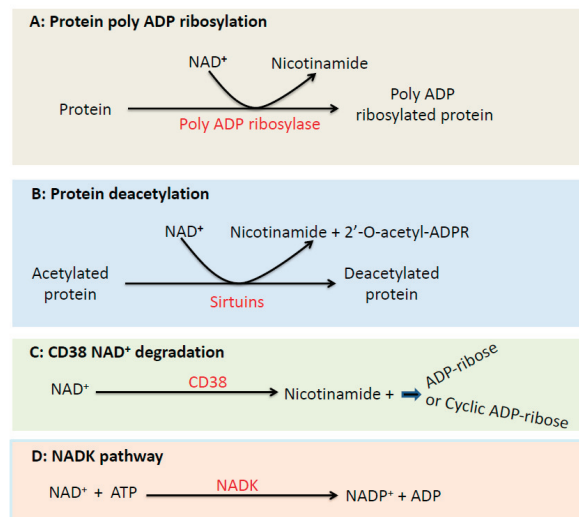 A: Protein poly ADP ribosylation
NAD⁺ Nicotinamide
Protein
Poly ADP ribosylase
Poly ADP
ribosylated protein
B: Protein deacetylation
NAD⁺ Nicotinamide + 2′-O-acetyl-ADPR
Acetylated
protein
Sirtuins
Deacetylated
protein
C: CD38 NAD⁺ degradation
NAD⁺
CD38
Nicotinamide +
ADP-ribose
or Cyclic ADP-ribose
D: NADK pathway
NAD⁺ + ATP
NADK
NADP⁺ + ADP